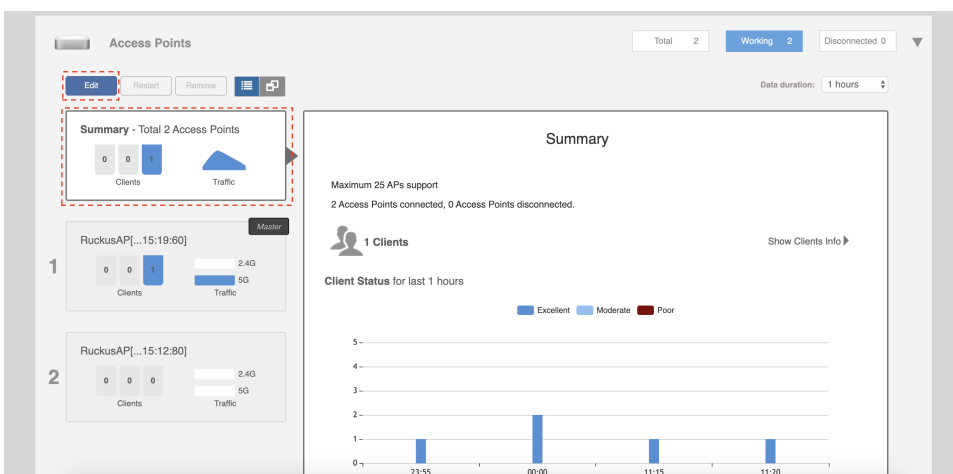 Access Points
Total 2
Working 2
Disconnected 0
Edit
Restart
Remove
Data duration:
1 hours
Summary - Total 2 Access Points
0 0 1
Clients
Traffic
Master
1
RuckusAP[...15:19:60]
0 0 1
2.4G
5G
Clients
Traffic
2
RuckusAP[...15:12:80]
0 0 0
2.4G
5G
Clients
Traffic
Summary
Maximum 25 APs support
2 Access Points connected, 0 Access Points disconnected.
1 Clients
Show Clients Info
Client Status for last 1 hours
Excellent
Moderate
Poor
5
4
3
2
1
0
23:55
00:00
11:15
11:20